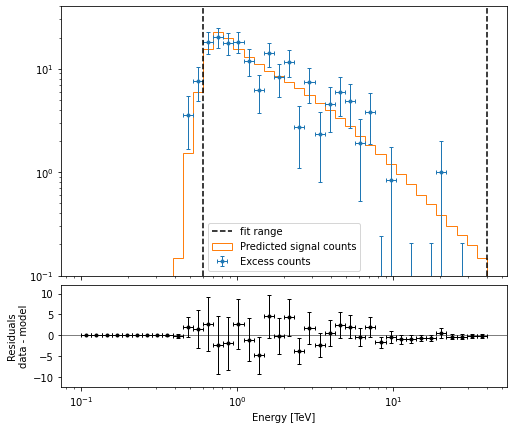 10¹
10⁰
10⁻¹
fit range
Predicted signal counts
Excess counts
10
5
0
−5
−10
Residuals
data - model
10⁻¹
10⁰
10¹
Energy [TeV]